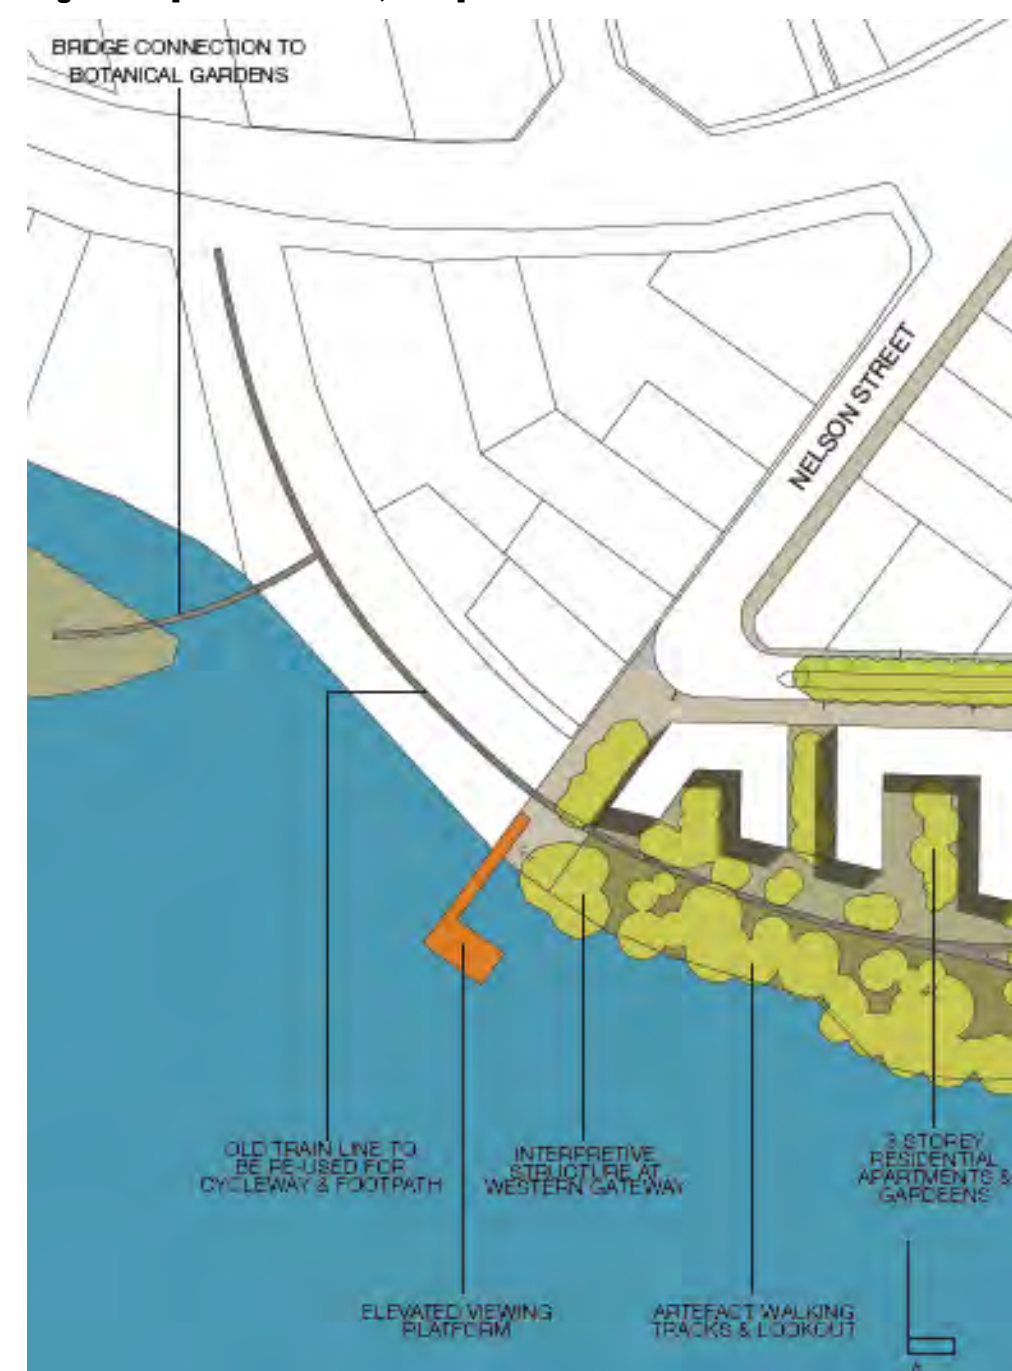 BRIDGE CONNECTION TO
BOTANICAL GARDENS
NELSON STREET
OLD TRAIN LINE TO
BE RE-USED FOR
CYCLEWAY & FOOTPATH
INTERPRETIVE
STRUCTURE AT
WESTERN GATEWAY
3 STOREY
RESIDENTIAL
APARTMENTS &
GARDEENS
ELEVATED VIEWING
PLATFORM
ARTEFACT WALKING
TRACKS & LOOKOUT